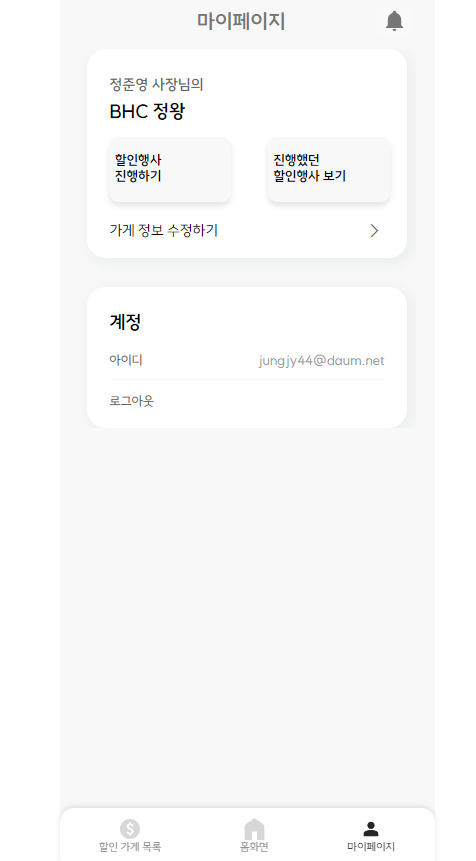 마이페이지
정준영 사장님의
BHC 정왕
할인행사
진행하기
진행했던
할인행사 보기
가게 정보 수정하기
계정
아이디
jungjy44@daum.net
로그아웃
할인 가게 목록
홈화면
마이페이지